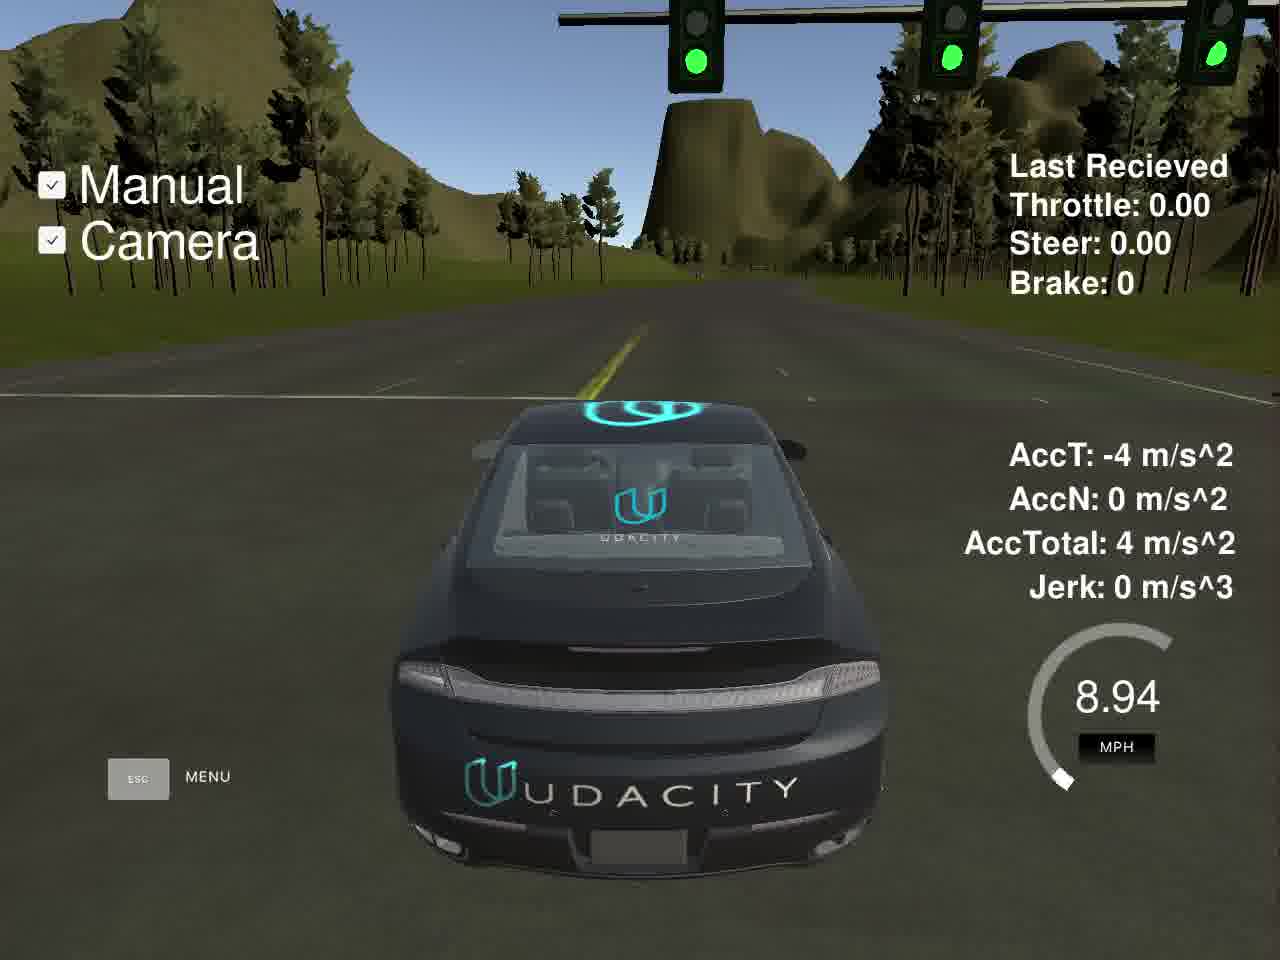 Manual
Camera
Last Recieved
Throttle: 0.00
Steer: 0.00
Brake: 0
AccT: -4 m/s^2
AccN: 0 m/s^2
AccTotal: 4 m/s^2
Jerk: 0 m/s^3
UDACITY
8.94
MPH
ESC MENU
UDACITY